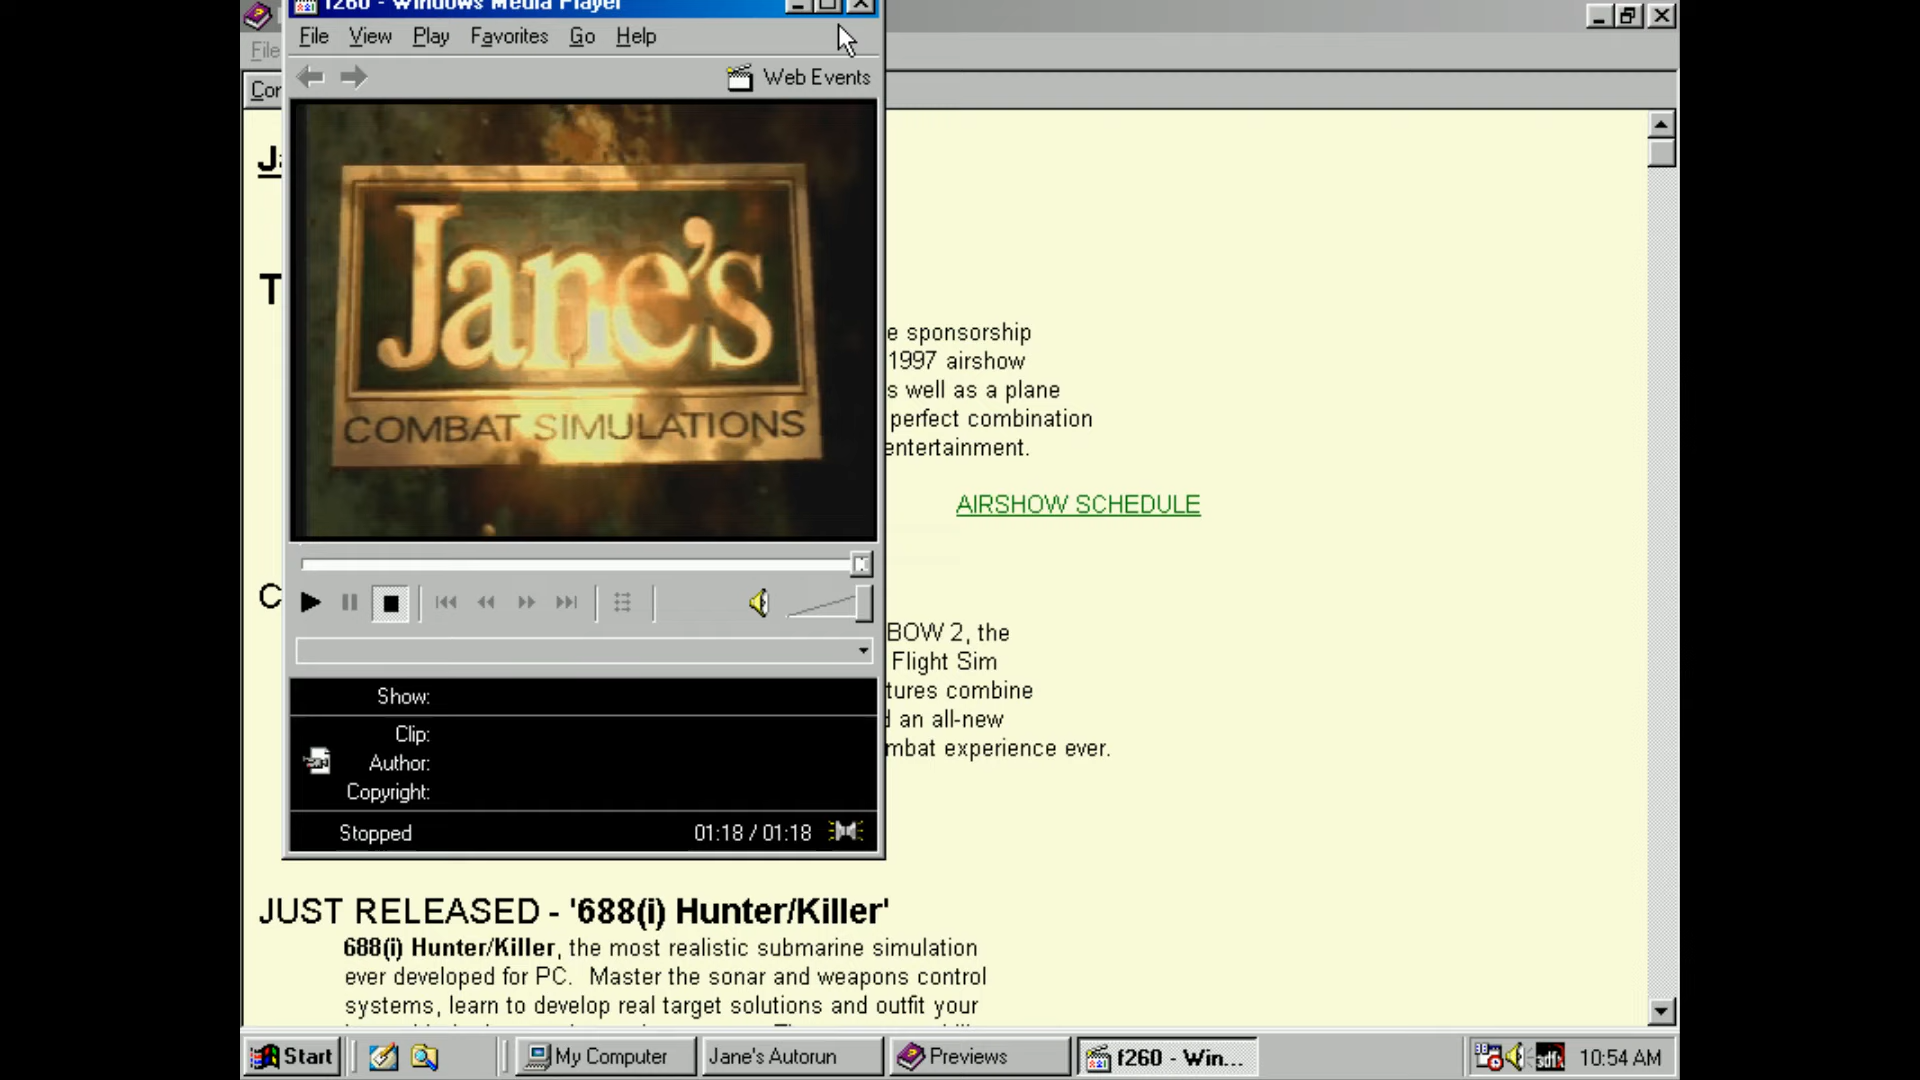 f260 - Windows Media Player
File View Play Favorites Go Help
File
Web Events
Jane's
COMBAT SIMULATIONS
e sponsorship
1997 airshow
s well as a plane
perfect combination
entertainment.
AIRSHOW SCHEDULE
BOW 2, the
Flight Sim
tures combine
d an all-new
mbat experience ever.
Show:
Clip:
Author:
Copyright:
Stopped 01:18 / 01:18
JUST RELEASED - '688(i) Hunter/Killer'
688(i) Hunter/Killer, the most realistic submarine simulation
ever developed for PC. Master the sonar and weapons control
systems, learn to develop real target solutions and outfit your
Start My Computer Jane's Autorun Previews f260 - Win... sdfx 10:54 AM